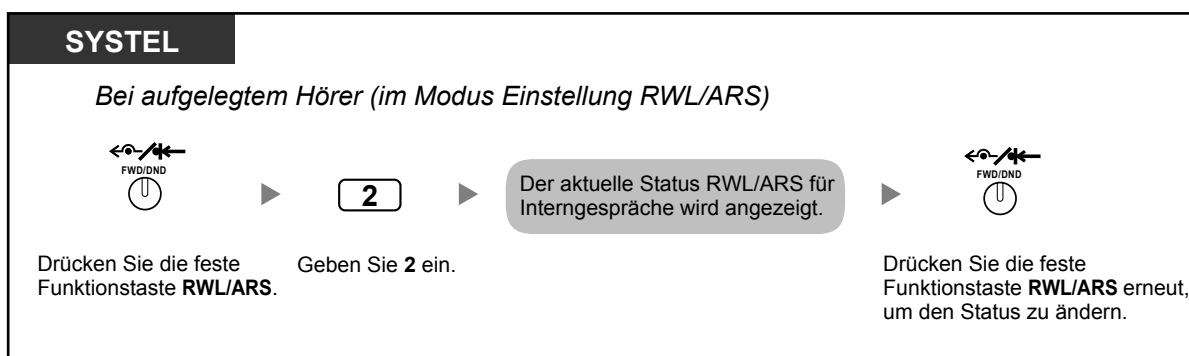 SYSTEL
Bei aufgelegtem Hörer (im Modus Einstellung RWL/ARS)
FWD/DND
Drücken Sie die feste
Funktionstaste RWL/ARS.
2
Geben Sie 2 ein.
Der aktuelle Status RWL/ARS für
Interngespräche wird angezeigt.
FWD/DND
Drücken Sie die feste
Funktionstaste RWL/ARS erneut,
um den Status zu ändern.